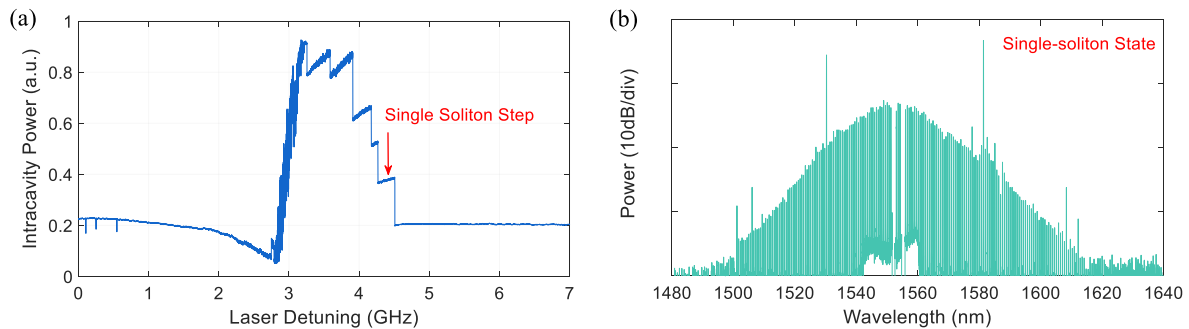 (a)
Intracavity Power (a.u.)
1
0.8
0.6
0.4
0.2
0
Single Soliton Step
0 1 2 3 4 5 6 7
Laser Detuning (GHz)
(b)
Power (10dB/div)
Single-soliton State
1480 1500 1520 1540 1560 1580 1600 1620 1640
Wavelength (nm)